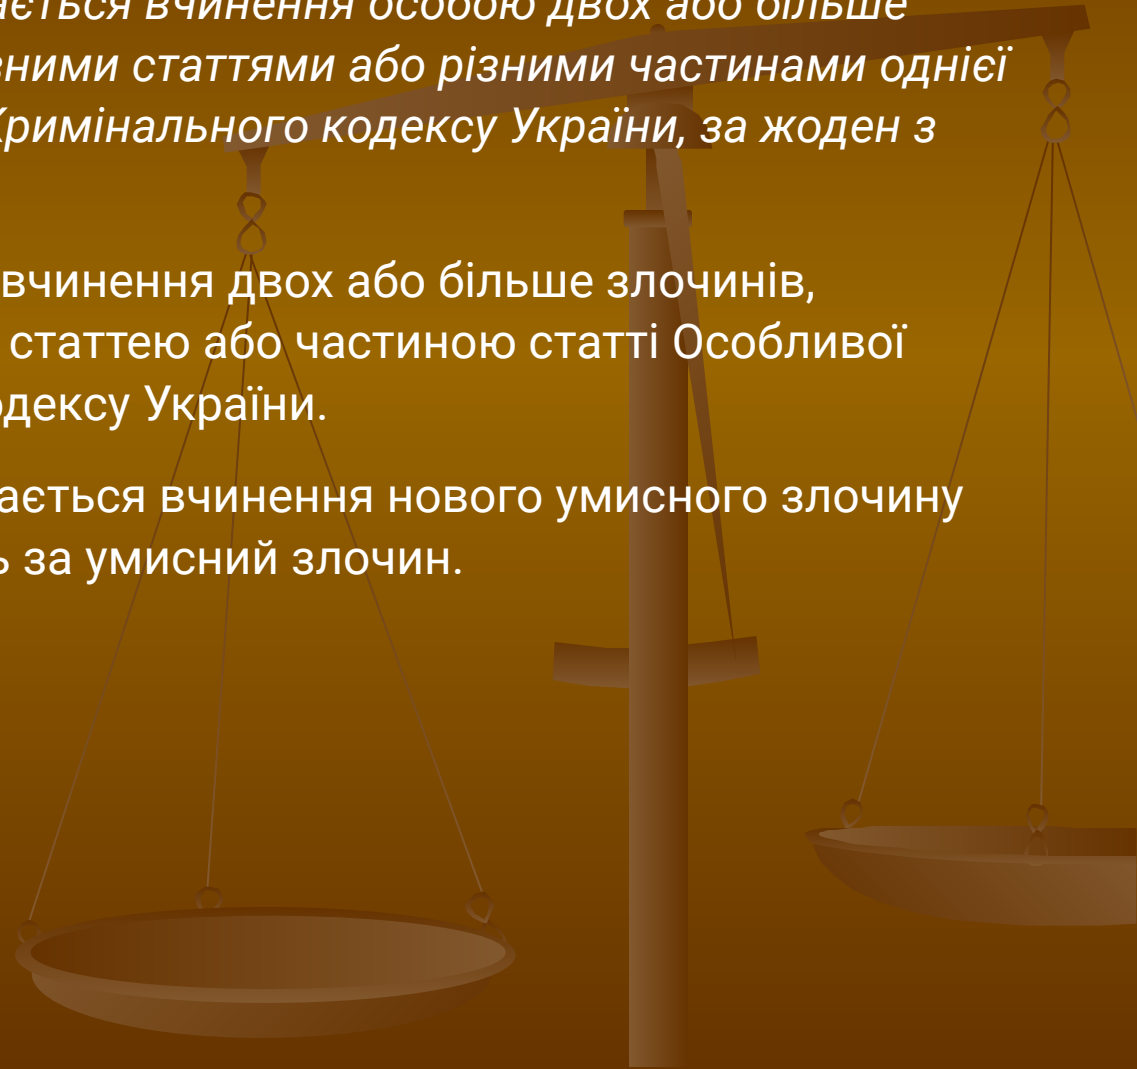 ається вчинення особою двох або більше
зними статтями або різними частинами однієї
Кримінального кодексу України, за жоден з
вчинення двох або більше злочинів,
статтею або частиною статті Особливої
одексу України.
ається вчинення нового умисного злочину
ь за умисний злочин.